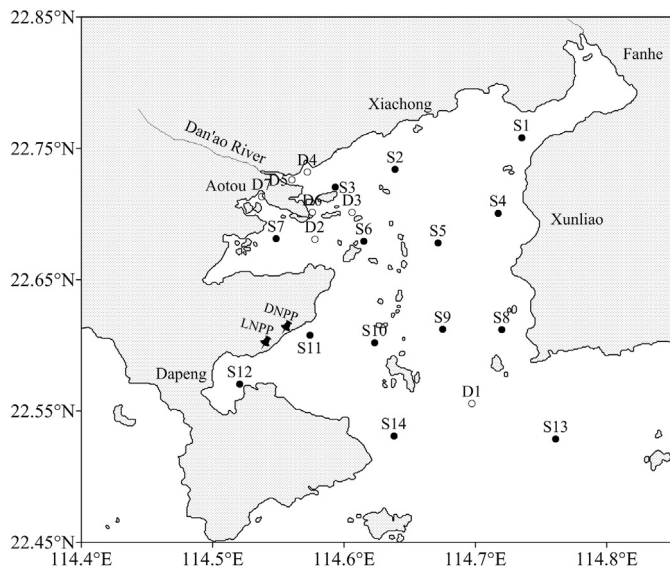 22.85°N
Fanhe
Xiachong
S1
22.75°N
Dan'ao River
D4
S2
D5
Aotou
D7
S3
S4
D6
D3
Xunliao
S7
D2
S6
S5
22.65°N
DNPP
LNPP
S9
S8
S10
S11
Dapeng
S12
D1
22.55°N
S14
S13
22.45°N
114.4°E
114.5°E
114.6°E
114.7°E
114.8°E